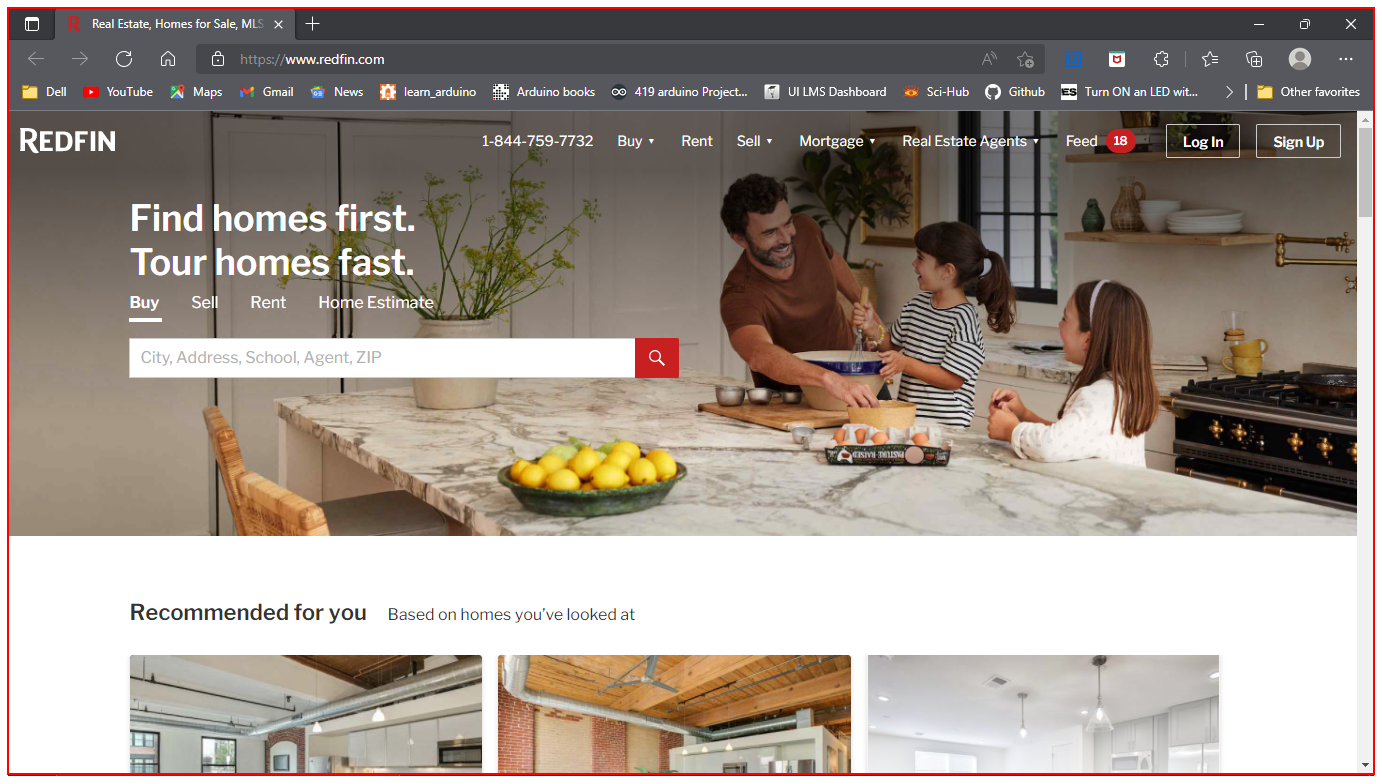 Real Estate, Homes for Sale, MLS
https://www.redfin.com
Dell YouTube Maps Gmail News learn_arduino Arduino books 419 arduino Project... UI LMS Dashboard Sci-Hub Github Turn ON an LED wit... Other favorites
REDFIN 1-844-759-7732 Buy Rent Sell Mortgage Real Estate Agents Feed 18 Log In Sign Up
Find homes first.
Tour homes fast.
Buy Sell Rent Home Estimate
City, Address, School, Agent, ZIP
PASTURE-RAISED
Recommended for you Based on homes you've looked at